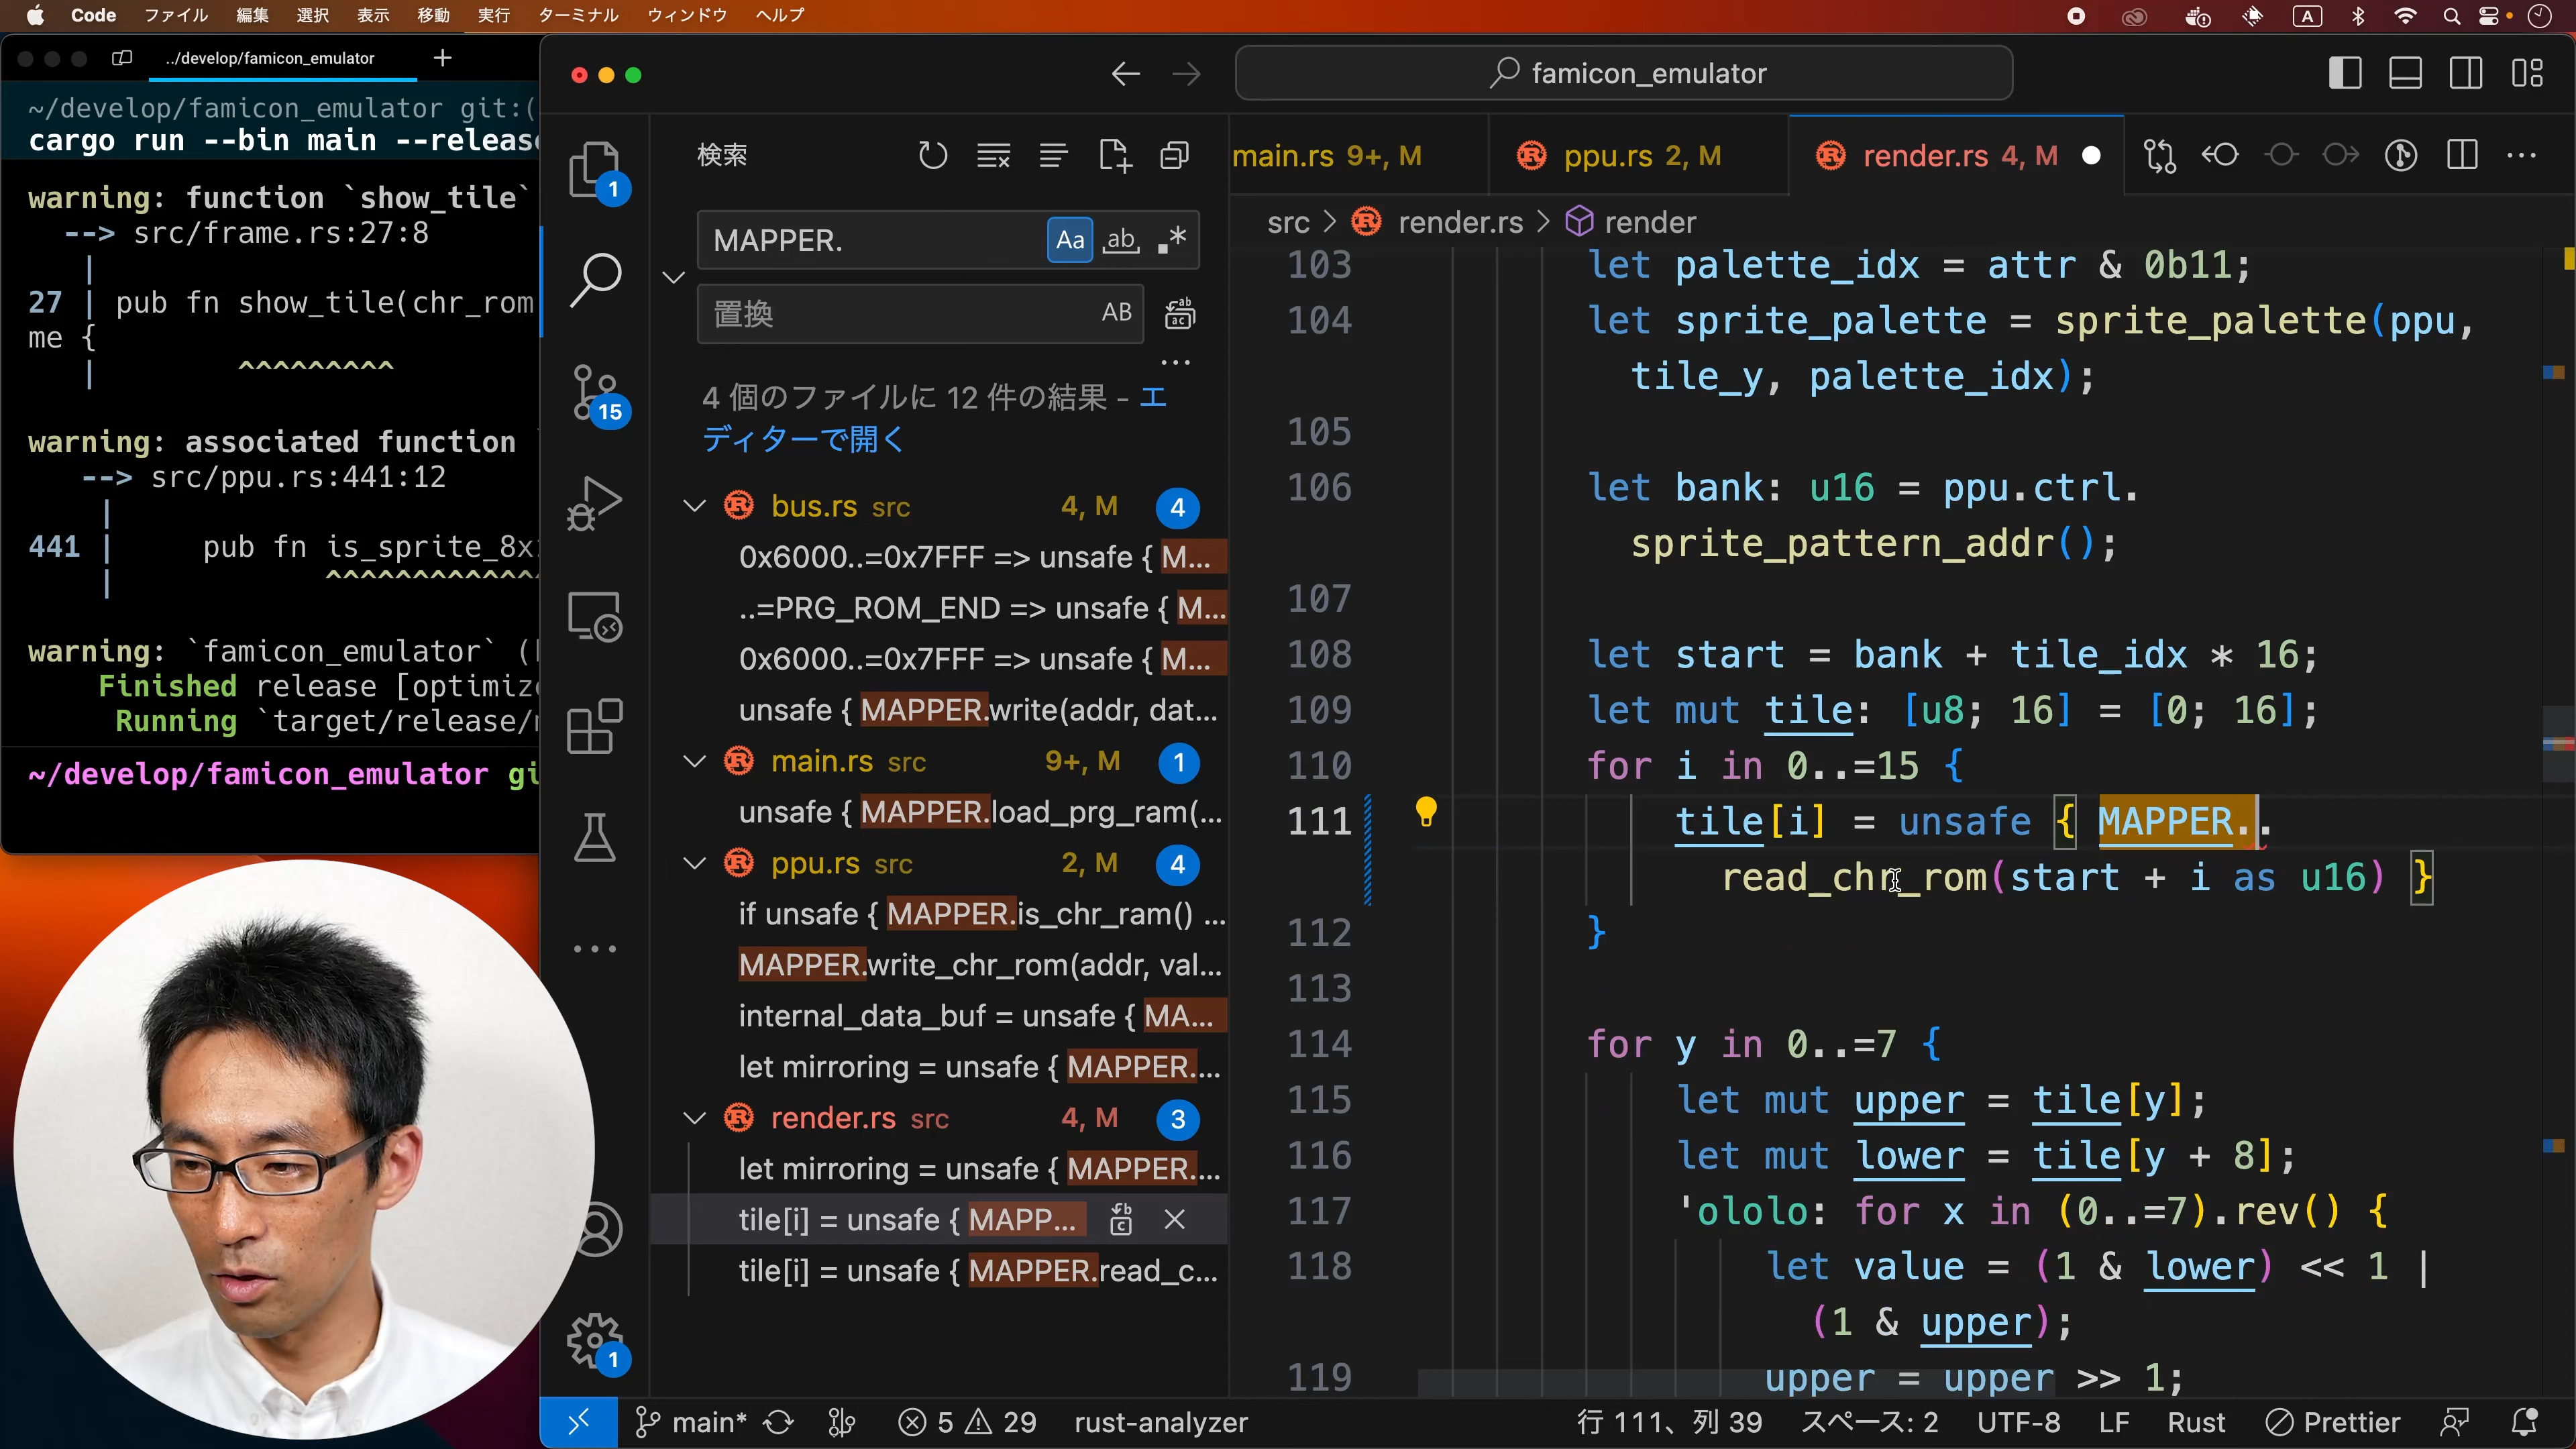 Code ファイル 編集 選択 表示 移動 実行 ターミナル ウィンドウ ヘルプ A
../develop/famicon_emulator
~/develop/famicon_emulator git:(
cargo run --bin main --release
warning: function `show_tile`
--> src/frame.rs:27:8
|
27 | pub fn show_tile(chr_rom
me {
| ^^^^^^^^^
warning: associated function `
--> src/ppu.rs:441:12
|
441 | pub fn is_sprite_8x
| ^^^^^^^^^^^^
warning: `famicon_emulator` (
Finished release [optimize
Running `target/release/m
~/develop/famicon_emulator gi
famicon_emulator
1
15
1
検索
MAPPER.
Aa ab .*
置換
AB
…
4 個のファイルに 12 件の結果 - エ
ディターで開く
bus.rs src 4, M 4
0x6000..=0x7FFF => unsafe { M...
..=PRG_ROM_END => unsafe { M...
0x6000..=0x7FFF => unsafe { M...
unsafe { MAPPER.write(addr, dat...
main.rs src 9+, M 1
unsafe { MAPPER.load_prg_ram(...
ppu.rs src 2, M 4
if unsafe { MAPPER.is_chr_ram() ...
MAPPER.write_chr_rom(addr, val...
internal_data_buf = unsafe { MA...
let mirroring = unsafe { MAPPER....
render.rs src 4, M 3
let mirroring = unsafe { MAPPER....
tile[i] = unsafe { MAPP...
tile[i] = unsafe { MAPPER.read_c...
main.rs 9+, M ppu.rs 2, M render.rs 4, M
src > render.rs > render
103 let palette_idx = attr & 0b11;
104 let sprite_palette = sprite_palette(ppu,
tile_y, palette_idx);
105
106 let bank: u16 = ppu.ctrl.
sprite_pattern_addr();
107
108 let start = bank + tile_idx * 16;
109 let mut tile: [u8; 16] = [0; 16];
110 for i in 0..=15 {
111 tile[i] = unsafe { MAPPER..
read_chr_rom(start + i as u16) }
112 }
113
114 for y in 0..=7 {
115 let mut upper = tile[y];
116 let mut lower = tile[y + 8];
117 'ololo: for x in (0..=7).rev() {
118 let value = (1 & lower) << 1 |
(1 & upper);
119 upper = upper >> 1;
main* 5 29 rust-analyzer 行 111、列 39 スペース: 2 UTF-8 LF Rust Prettier